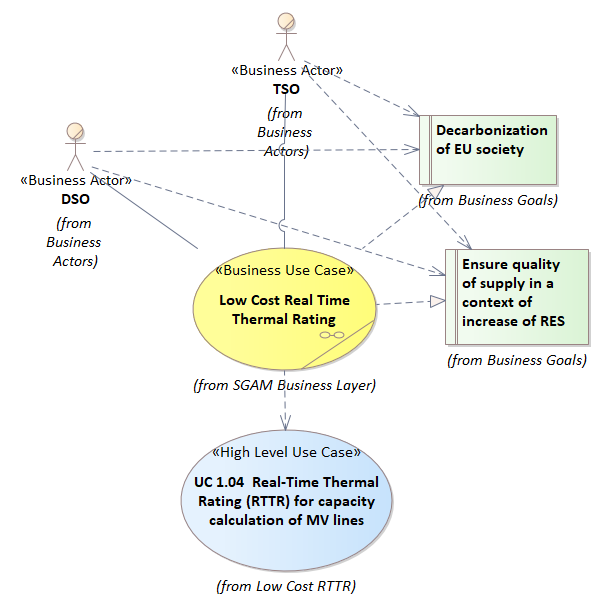 «Business Actor»
TSO
(from
Business
Actors)
«Business Actor»
DSO
(from
Business
Actors)
Decarbonization
of EU society
(from Business Goals)
Ensure quality
of supply in a
context of
increase of RES
(from Business Goals)
«Business Use Case»
Low Cost Real Time
Thermal Rating
(from SGAM Business Layer)
«High Level Use Case»
UC 1.04  Real-Time Thermal
Rating (RTTR) for capacity
calculation of MV lines
(from Low Cost RTTR)